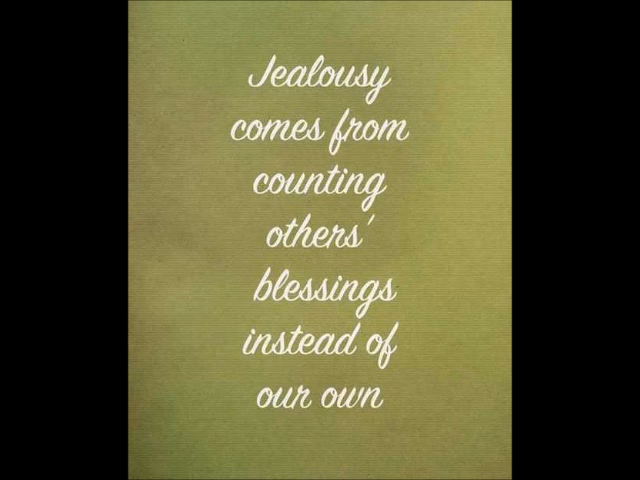 Jealousy
comes from
counting
others'
blessings
instead of
our own